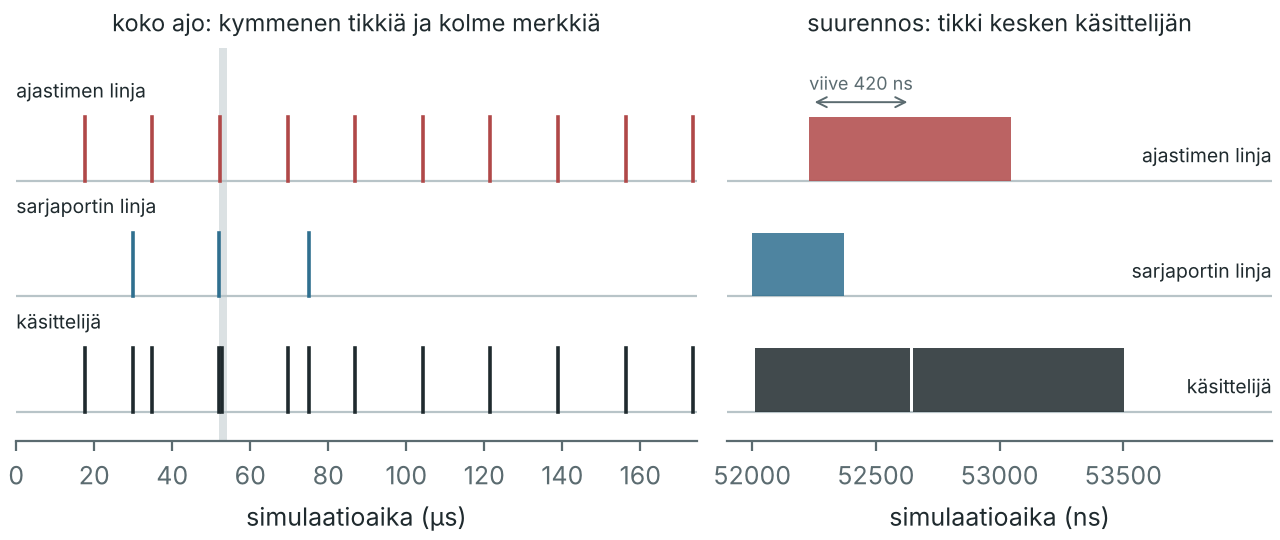 koko ajo: kymmenen tikkiä ja kolme merkkiä
ajastimen linja
sarjaportin linja
käsittelijä
0 20 40 60 80 100 120 140 160
simulaatioaika (µs)
suurennos: tikki kesken käsittelijän
viive 420 ns
ajastimen linja
sarjaportin linja
käsittelijä
52000 52500 53000 53500
simulaatioaika (ns)